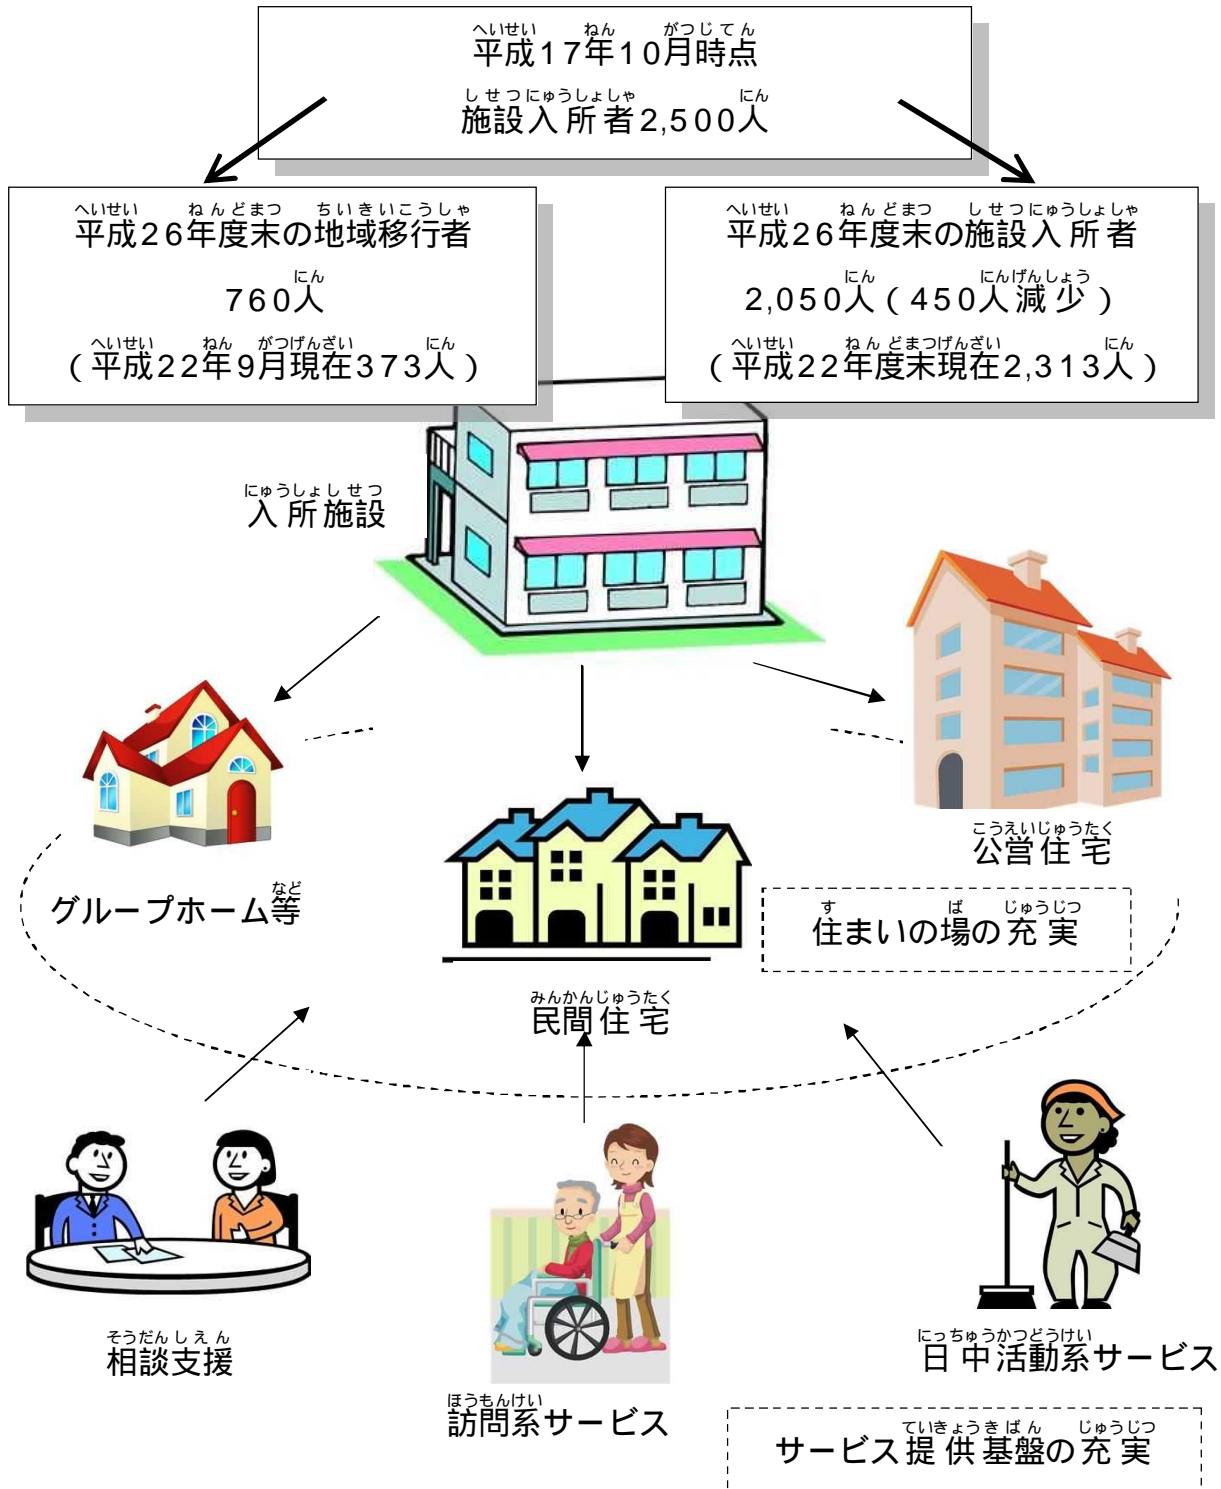 平成17年10月時点
施設入所者2,500人
平成26年度末の地域移行者
760人
(平成22年9月現在373人)
平成26年度末の施設入所者
2,050人(450人減少)
(平成22年度末現在2,313人)
入所施設
公営住宅
グループホーム等
住まいの場の充実
民間住宅
相談支援
訪問系サービス
日中活動系サービス
サービス提供基盤の充実